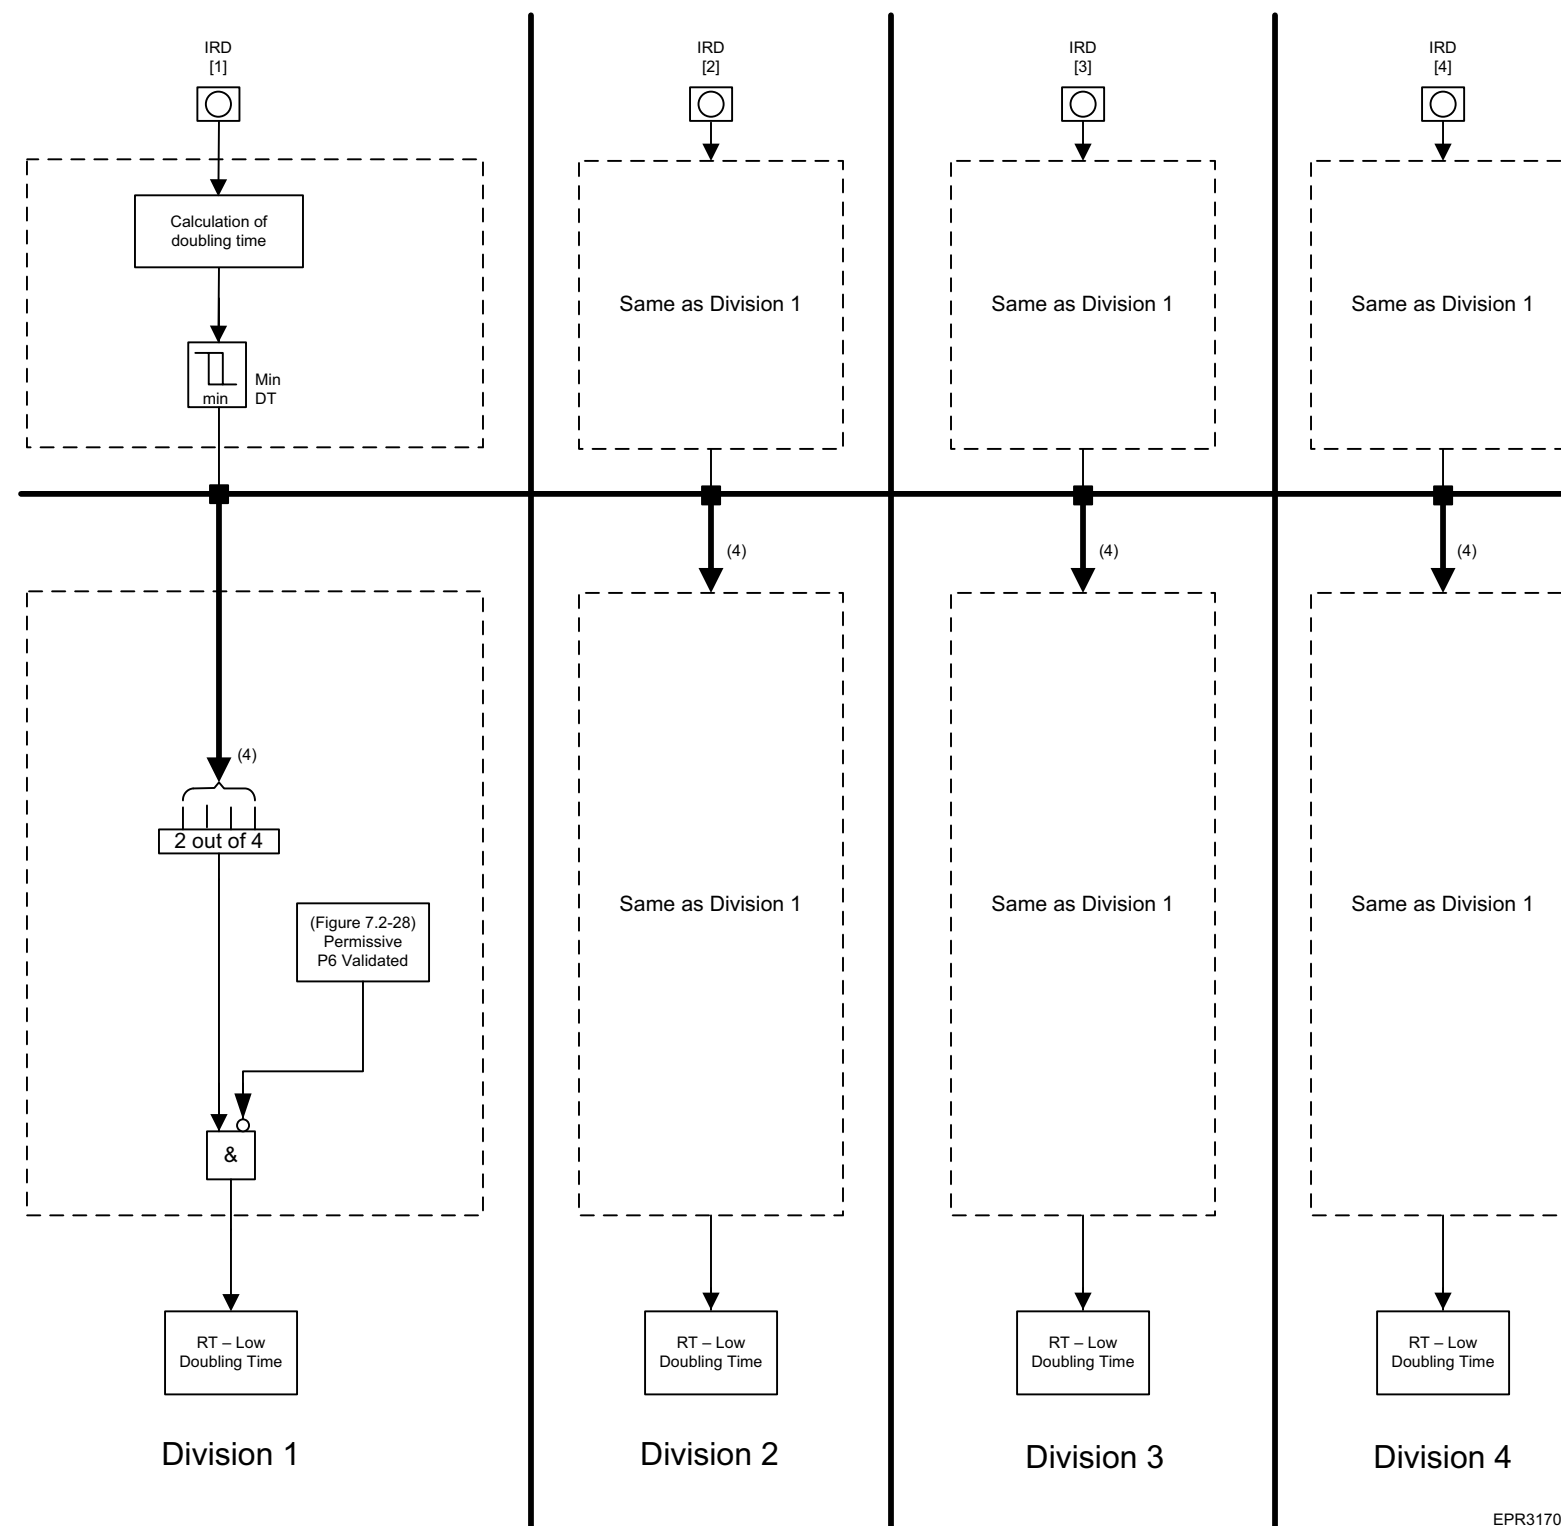 IRD
[1]
IRD
[2]
IRD
[3]
IRD
[4]
Calculation of
doubling time
min
Min
DT
Same as Division 1
Same as Division 1
Same as Division 1
(4)
(4)
(4)
(4)
2 out of 4
(Figure 7.2-28)
Permissive
P6 Validated
&
Same as Division 1
Same as Division 1
Same as Division 1
RT – Low
Doubling Time
RT – Low
Doubling Time
RT – Low
Doubling Time
RT – Low
Doubling Time
Division 1
Division 2
Division 3
Division 4
EPR3170